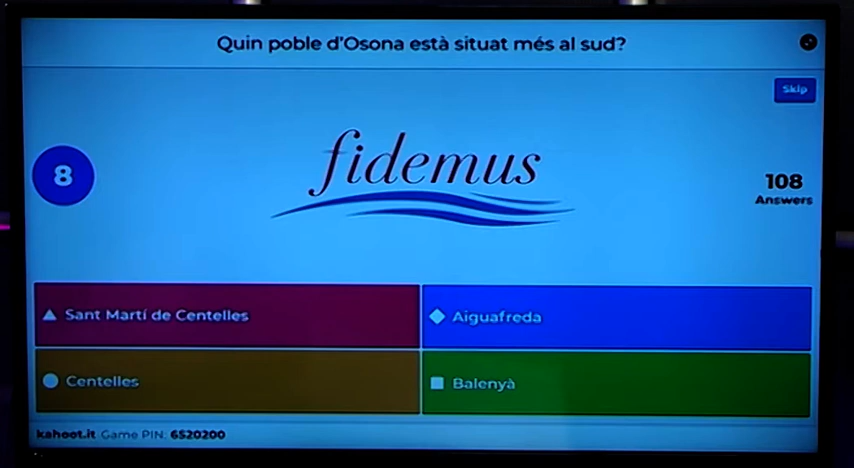 Quin poble d'Osona està situat més al sud?
Skip
8
fidemus
108
Answers
Sant Martí de Centelles
Aiguafreda
Centelles
Balenyà
kahoot.it Game PIN: 6520200